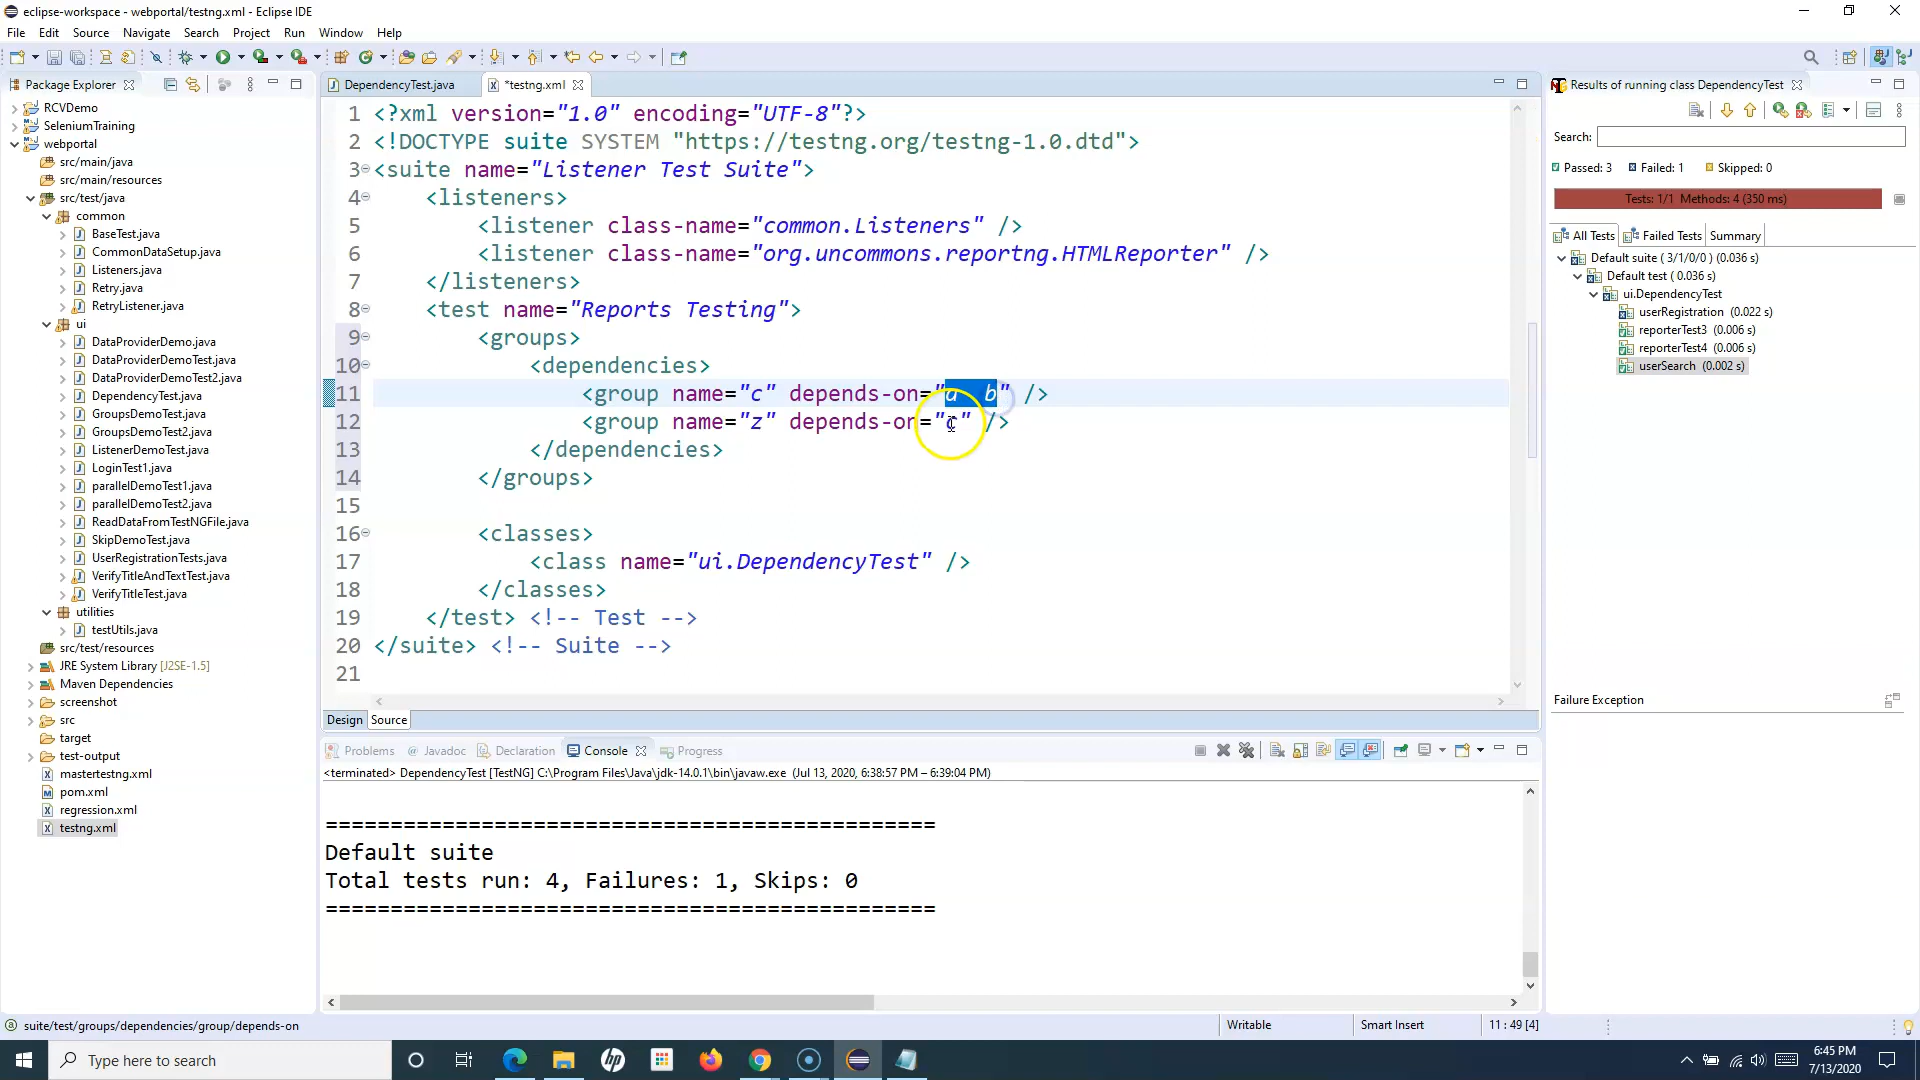 eclipse-workspace - webportal/testng.xml - Eclipse IDE
File Edit Source Navigate Search Project Run Window Help
Package Explorer
RCVDemo
SeleniumTraining
webportal
src/main/java
src/main/resources
src/test/java
common
BaseTest.java
CommonDataSetup.java
Listeners.java
Retry.java
RetryListener.java
ui
DataProviderDemo.java
DataProviderDemoTest.java
DataProviderDemoTest2.java
DependencyTest.java
GroupsDemoTest.java
GroupsDemoTest2.java
ListenerDemoTest.java
LoginTest1.java
parallelDemoTest1.java
parallelDemoTest2.java
ReadDataFromTestNGFile.java
SkipDemoTest.java
UserRegistrationTests.java
VerifyTitleAndTextTest.java
VerifyTitleTest.java
utilities
testUtils.java
src/test/resources
JRE System Library [J2SE-1.5]
Maven Dependencies
screenshot
src
target
test-output
mastertestng.xml
pom.xml
regression.xml
testng.xml
DependencyTest.java
*testng.xml
1 <?xml version="1.0" encoding="UTF-8"?>
2 <!DOCTYPE suite SYSTEM "https://testng.org/testng-1.0.dtd">
3 <suite name="Listener Test Suite">
4 <listeners>
5 <listener class-name="common.Listeners" />
6 <listener class-name="org.uncommons.reportng.HTMLReporter" />
7 </listeners>
8 <test name="Reports Testing">
9 <groups>
10 <dependencies>
11 <group name="c" depends-on="a  b" />
12 <group name="z" depends-on="c" />
13 </dependencies>
14 </groups>
15
16 <classes>
17 <class name="ui.DependencyTest" />
18 </classes>
19 </test> <!-- Test -->
20 </suite> <!-- Suite -->
21
Design Source
Problems Javadoc Declaration Console Progress
<terminated> DependencyTest [TestNG] C:\Program Files\Java\jdk-14.0.1\bin\javaw.exe (Jul 13, 2020, 6:38:57 PM – 6:39:04 PM)
===============================================
Default suite
Total tests run: 4, Failures: 1, Skips: 0
===============================================
Results of running class DependencyTest
Search:
Passed: 3 Failed: 1 Skipped: 0
Tests: 1/1 Methods: 4 (350 ms)
All Tests Failed Tests Summary
Default suite ( 3/1/0/0 ) (0.036 s)
Default test ( 0.036 s)
ui.DependencyTest
userRegistration (0.022 s)
reporterTest3 (0.006 s)
reporterTest4 (0.006 s)
userSearch (0.002 s)
Failure Exception
suite/test/groups/dependencies/group/depends-on
Writable
Smart Insert
11 : 49 [4]
Type here to search
hp
6:45 PM
7/13/2020